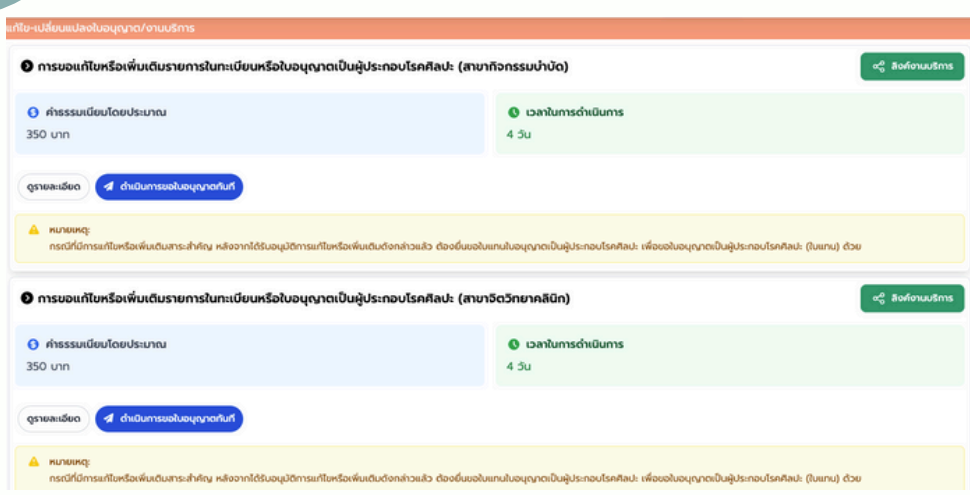 แก้ไข-เปลี่ยนแปลงใบอนุญาต/งานบริการ
การขอแก้ไขหรือเพิ่มเติมรายการในทะเบียนหรือใบอนุญาตเป็นผู้ประกอบโรคศิลปะ (สาขากิจกรรมบำบัด)
ลิงค์งานบริการ
ค่าธรรมเนียมโดยประมาณ
เวลาในการดำเนินการ
350 บาท
4 วัน
ดูรายละเอียด
ดำเนินการขอใบอนุญาตทันที
หมายเหตุ:
กรณีที่มีการแก้ไขหรือเพิ่มเติมสาระสำคัญ หลังจากได้รับอนุมัติการแก้ไขหรือเพิ่มเติมดังกล่าวแล้ว ต้องยื่นขอใบแทนใบอนุญาตเป็นผู้ประกอบโรคศิลปะ เพื่อขอใบอนุญาตเป็นผู้ประกอบโรคศิลปะ (ใบแทน) ด้วย
การขอแก้ไขหรือเพิ่มเติมรายการในทะเบียนหรือใบอนุญาตเป็นผู้ประกอบโรคศิลปะ (สาขาจิตวิทยาคลินิก)
ลิงค์งานบริการ
ค่าธรรมเนียมโดยประมาณ
เวลาในการดำเนินการ
350 บาท
4 วัน
ดูรายละเอียด
ดำเนินการขอใบอนุญาตทันที
หมายเหตุ:
กรณีที่มีการแก้ไขหรือเพิ่มเติมสาระสำคัญ หลังจากได้รับอนุมัติการแก้ไขหรือเพิ่มเติมดังกล่าวแล้ว ต้องยื่นขอใบแทนใบอนุญาตเป็นผู้ประกอบโรคศิลปะ เพื่อขอใบอนุญาตเป็นผู้ประกอบโรคศิลปะ (ใบแทน) ด้วย